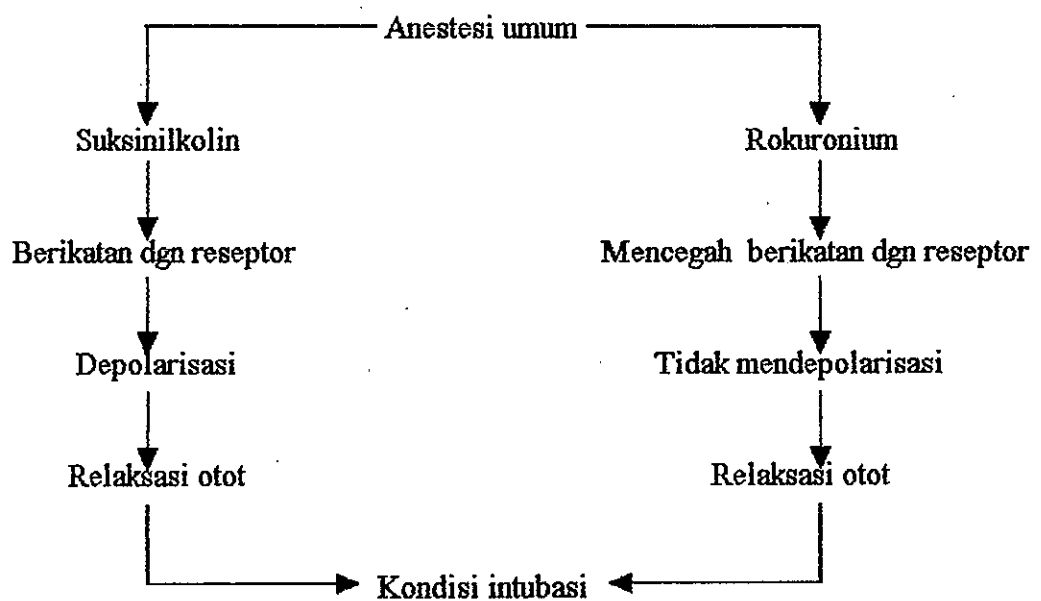 Anestesi umum
Suksinilkolin
Rokuronium
Berikatan dgn reseptor
Mencegah berikatan dgn reseptor
Depolarisasi
Tidak mendepolarisasi
Relaksasi otot
Relaksasi otot
Kondisi intubasi